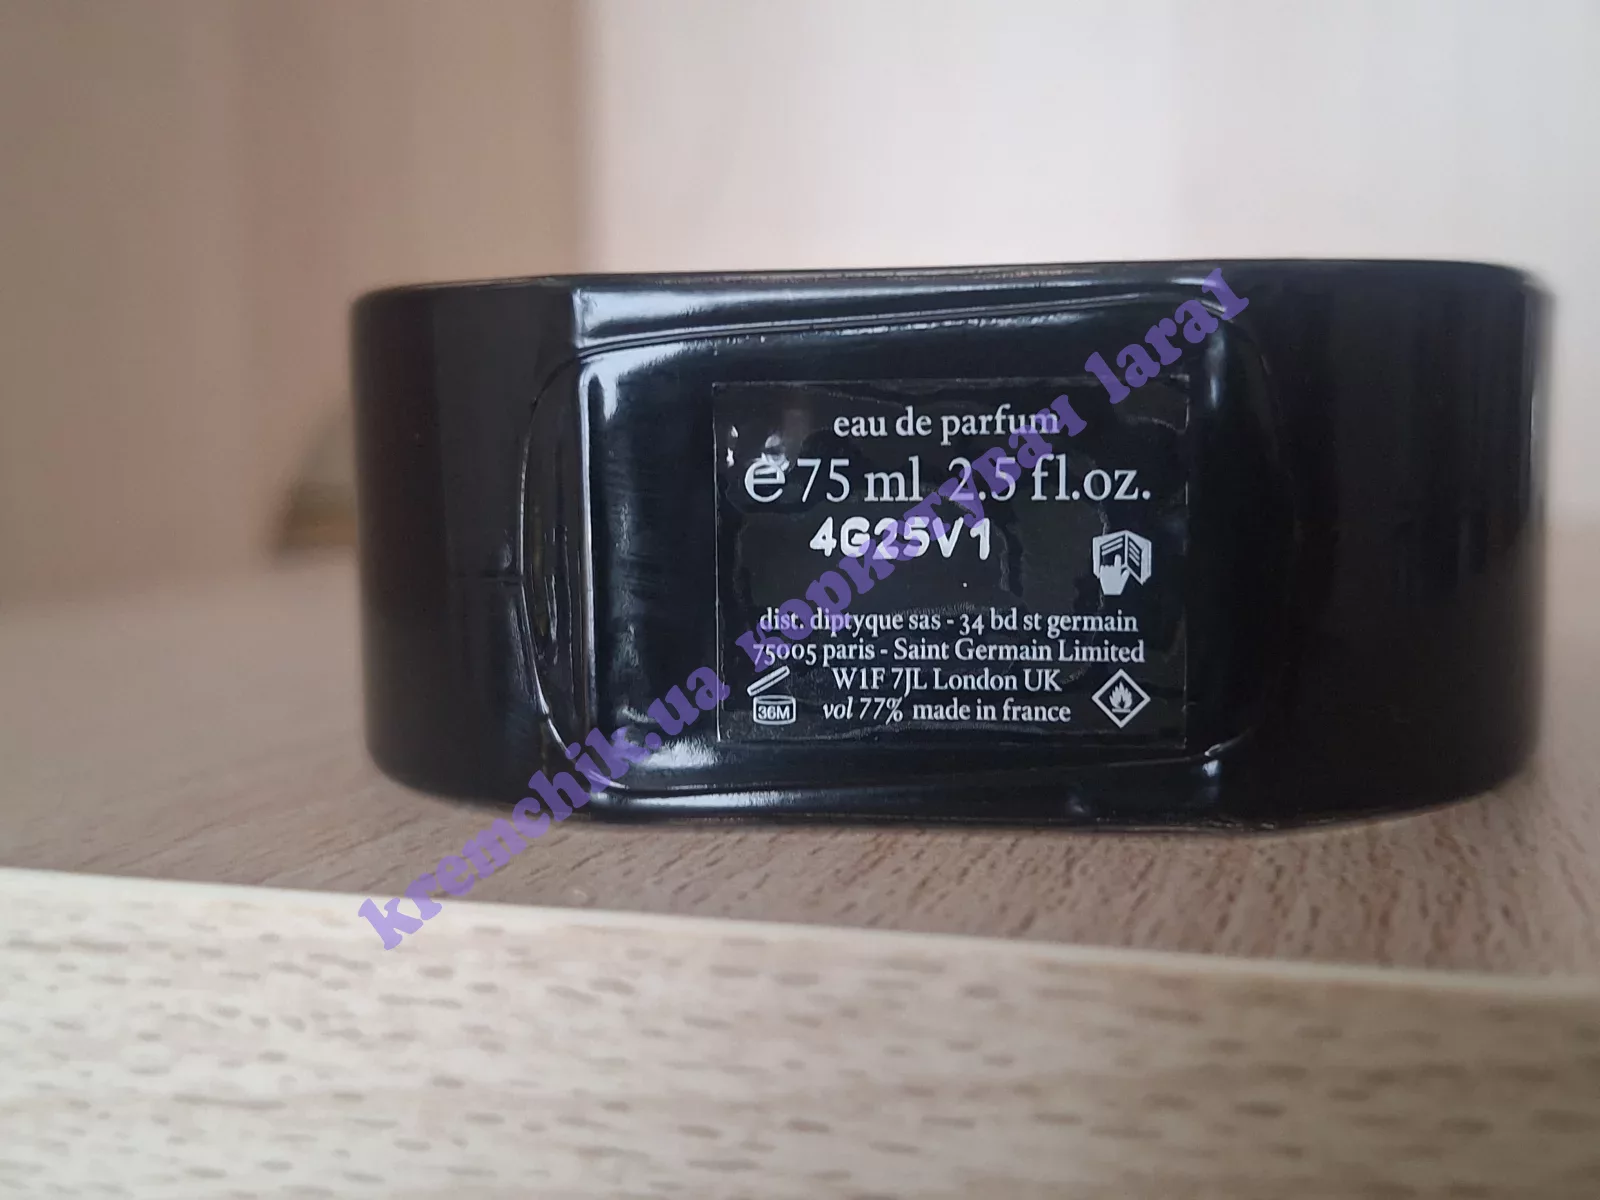 eau de parfum
e 75 ml 2.5 fl.oz.
4G25V1
dist. diptyque sas - 34 bd st germain
75005 paris - Saint Germain Limited
W1F 7JL London UK
36M vol 77% made in france
kremchik.ua користувач lara1